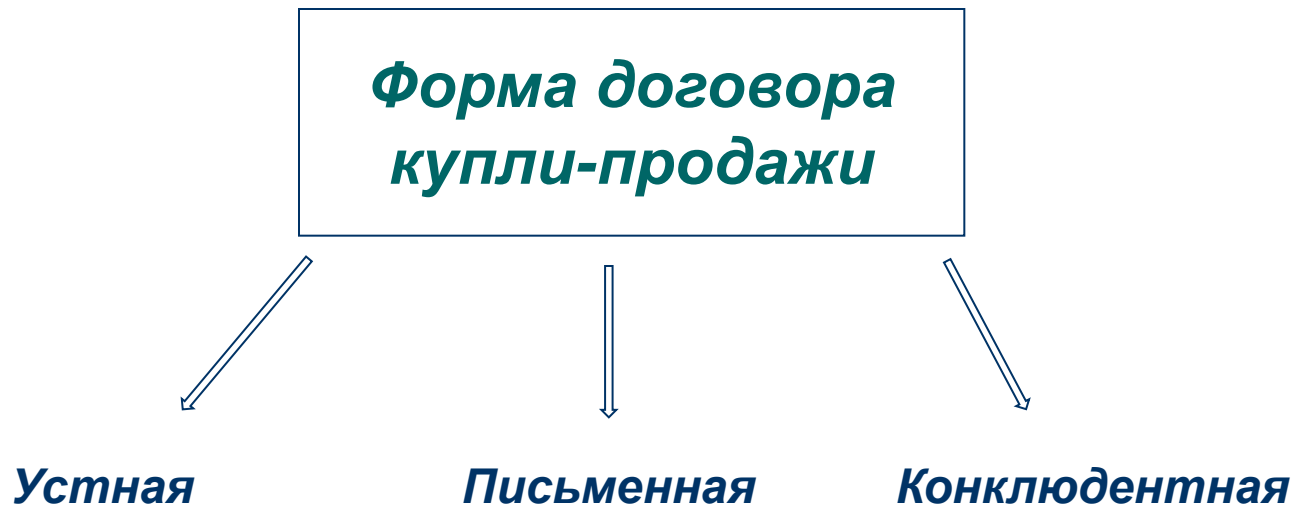 Форма договора
купли-продажи
Устная
Письменная
Конклюдентная